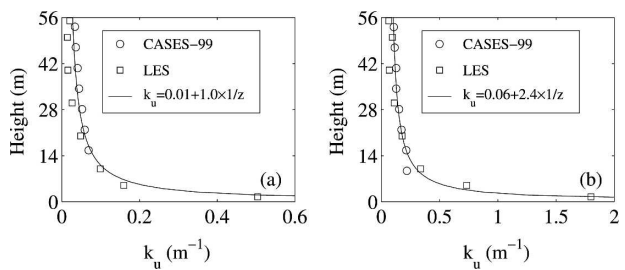 56
42
28
14
0
Height (m)
CASES-99
LES
k_u=0.01+1.0×1/z
(a)
0 0.2 0.4 0.6
k_u (m⁻¹)
56
42
28
14
0
Height (m)
CASES-99
LES
k_u=0.06+2.4×1/z
(b)
0 0.5 1 1.5 2
k_u (m⁻¹)